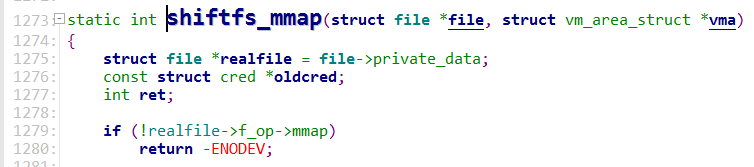 1273: static int shiftfs_mmap(struct file *file, struct vm_area_struct *vma)
1274: {
1275:     struct file *realfile = file->private_data;
1276:     const struct cred *oldcred;
1277:     int ret;
1278:
1279:     if (!realfile->f_op->mmap)
1280:         return -ENODEV;